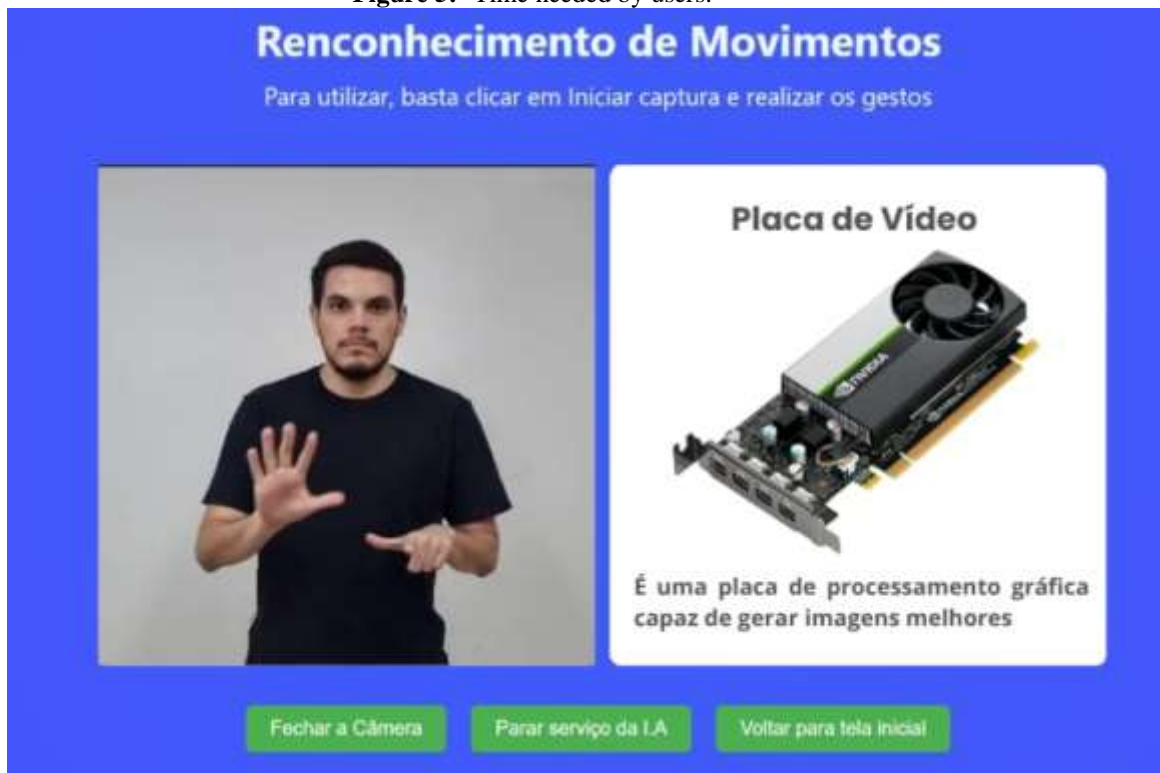 Figure 5. Time needed by users.
Renconhecimento de Movimentos
Para utilizar, basta clicar em Iniciar captura e realizar os gestos
Placa de Vídeo
NVIDIA
É uma placa de processamento gráfica
capaz de gerar imagens melhores
Fechar a Câmera
Parar serviço da I.A
Voltar para tela inicial